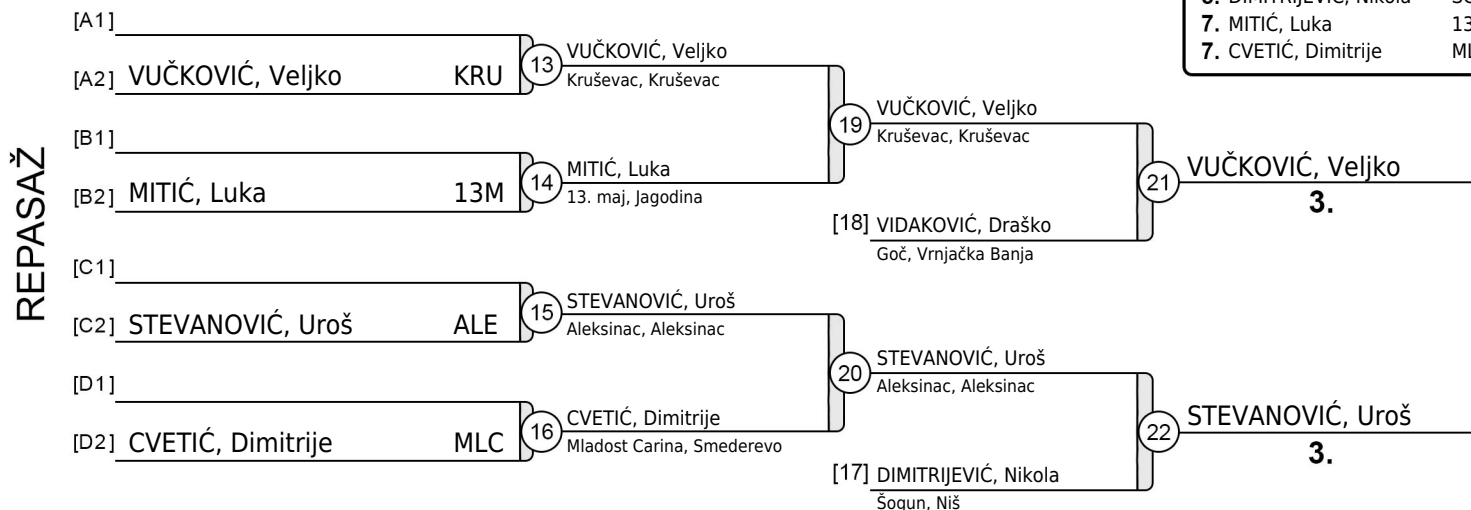 DIMITRIJEVIĆ, Nikola
7. MITIĆ, Luka 13
7. CVETIĆ, Dimitrije
REPASAŽ
[A1]
[A2] VUČKOVIĆ, Veljko KRU
13
VUČKOVIĆ, Veljko
Kruševac, Kruševac
[B1]
[B2] MITIĆ, Luka 13M
14
MITIĆ, Luka
13. maj, Jagodina
19
VUČKOVIĆ, Veljko
Kruševac, Kruševac
[18] VIDAKOVIĆ, Draško
Goč, Vrnjačka Banja
21
VUČKOVIĆ, Veljko
3.
[C1]
[C2] STEVANOVIĆ, Uroš ALE
15
STEVANOVIĆ, Uroš
Aleksinac, Aleksinac
[D1]
[D2] CVETIĆ, Dimitrije MLC
16
CVETIĆ, Dimitrije
Mladost Carina, Smederevo
20
STEVANOVIĆ, Uroš
Aleksinac, Aleksinac
[17] DIMITRIJEVIĆ, Nikola
Šogun, Niš
22
STEVANOVIĆ, Uroš
3.